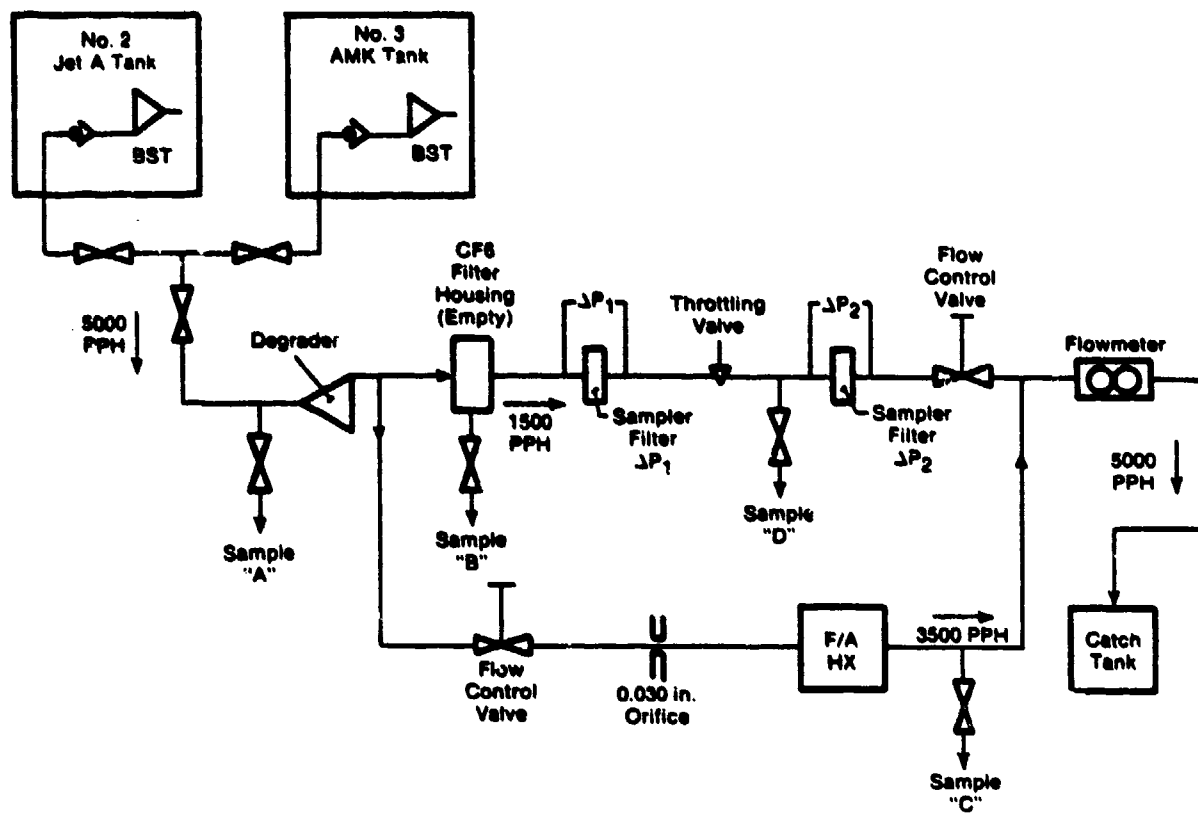 No. 2
Jet A Tank
BST
No. 3
AMK Tank
BST
5000
PPH
Degrader
CF6
Filter
Housing
(Empty)
ΔP1
Throttling
Valve
ΔP2
Flow
Control
Valve
Flowmeter
1500
PPH
Sampler
Filter
ΔP1
Sampler
Filter
ΔP2
5000
PPH
Sample
"A"
Sample
"B"
Sample
"D"
Flow
Control
Valve
0.030 in.
Orifice
F/A
HX
3500 PPH
Catch
Tank
Sample
"C"